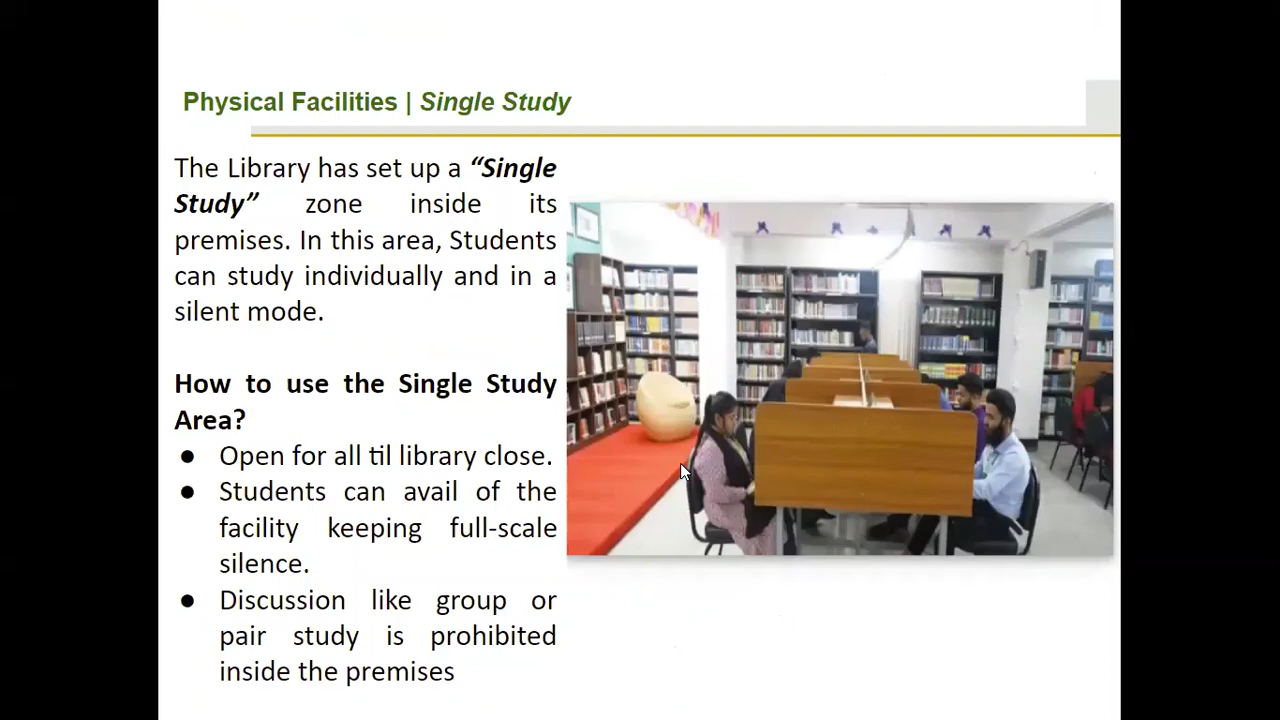 Physical Facilities | Single Study
The Library has set up a “Single
Study” zone inside its
premises. In this area, Students
can study individually and in a
silent mode.
How to use the Single Study
Area?
● Open for all til library close.
● Students can avail of the
facility keeping full-scale
silence.
● Discussion like group or
pair study is prohibited
inside the premises